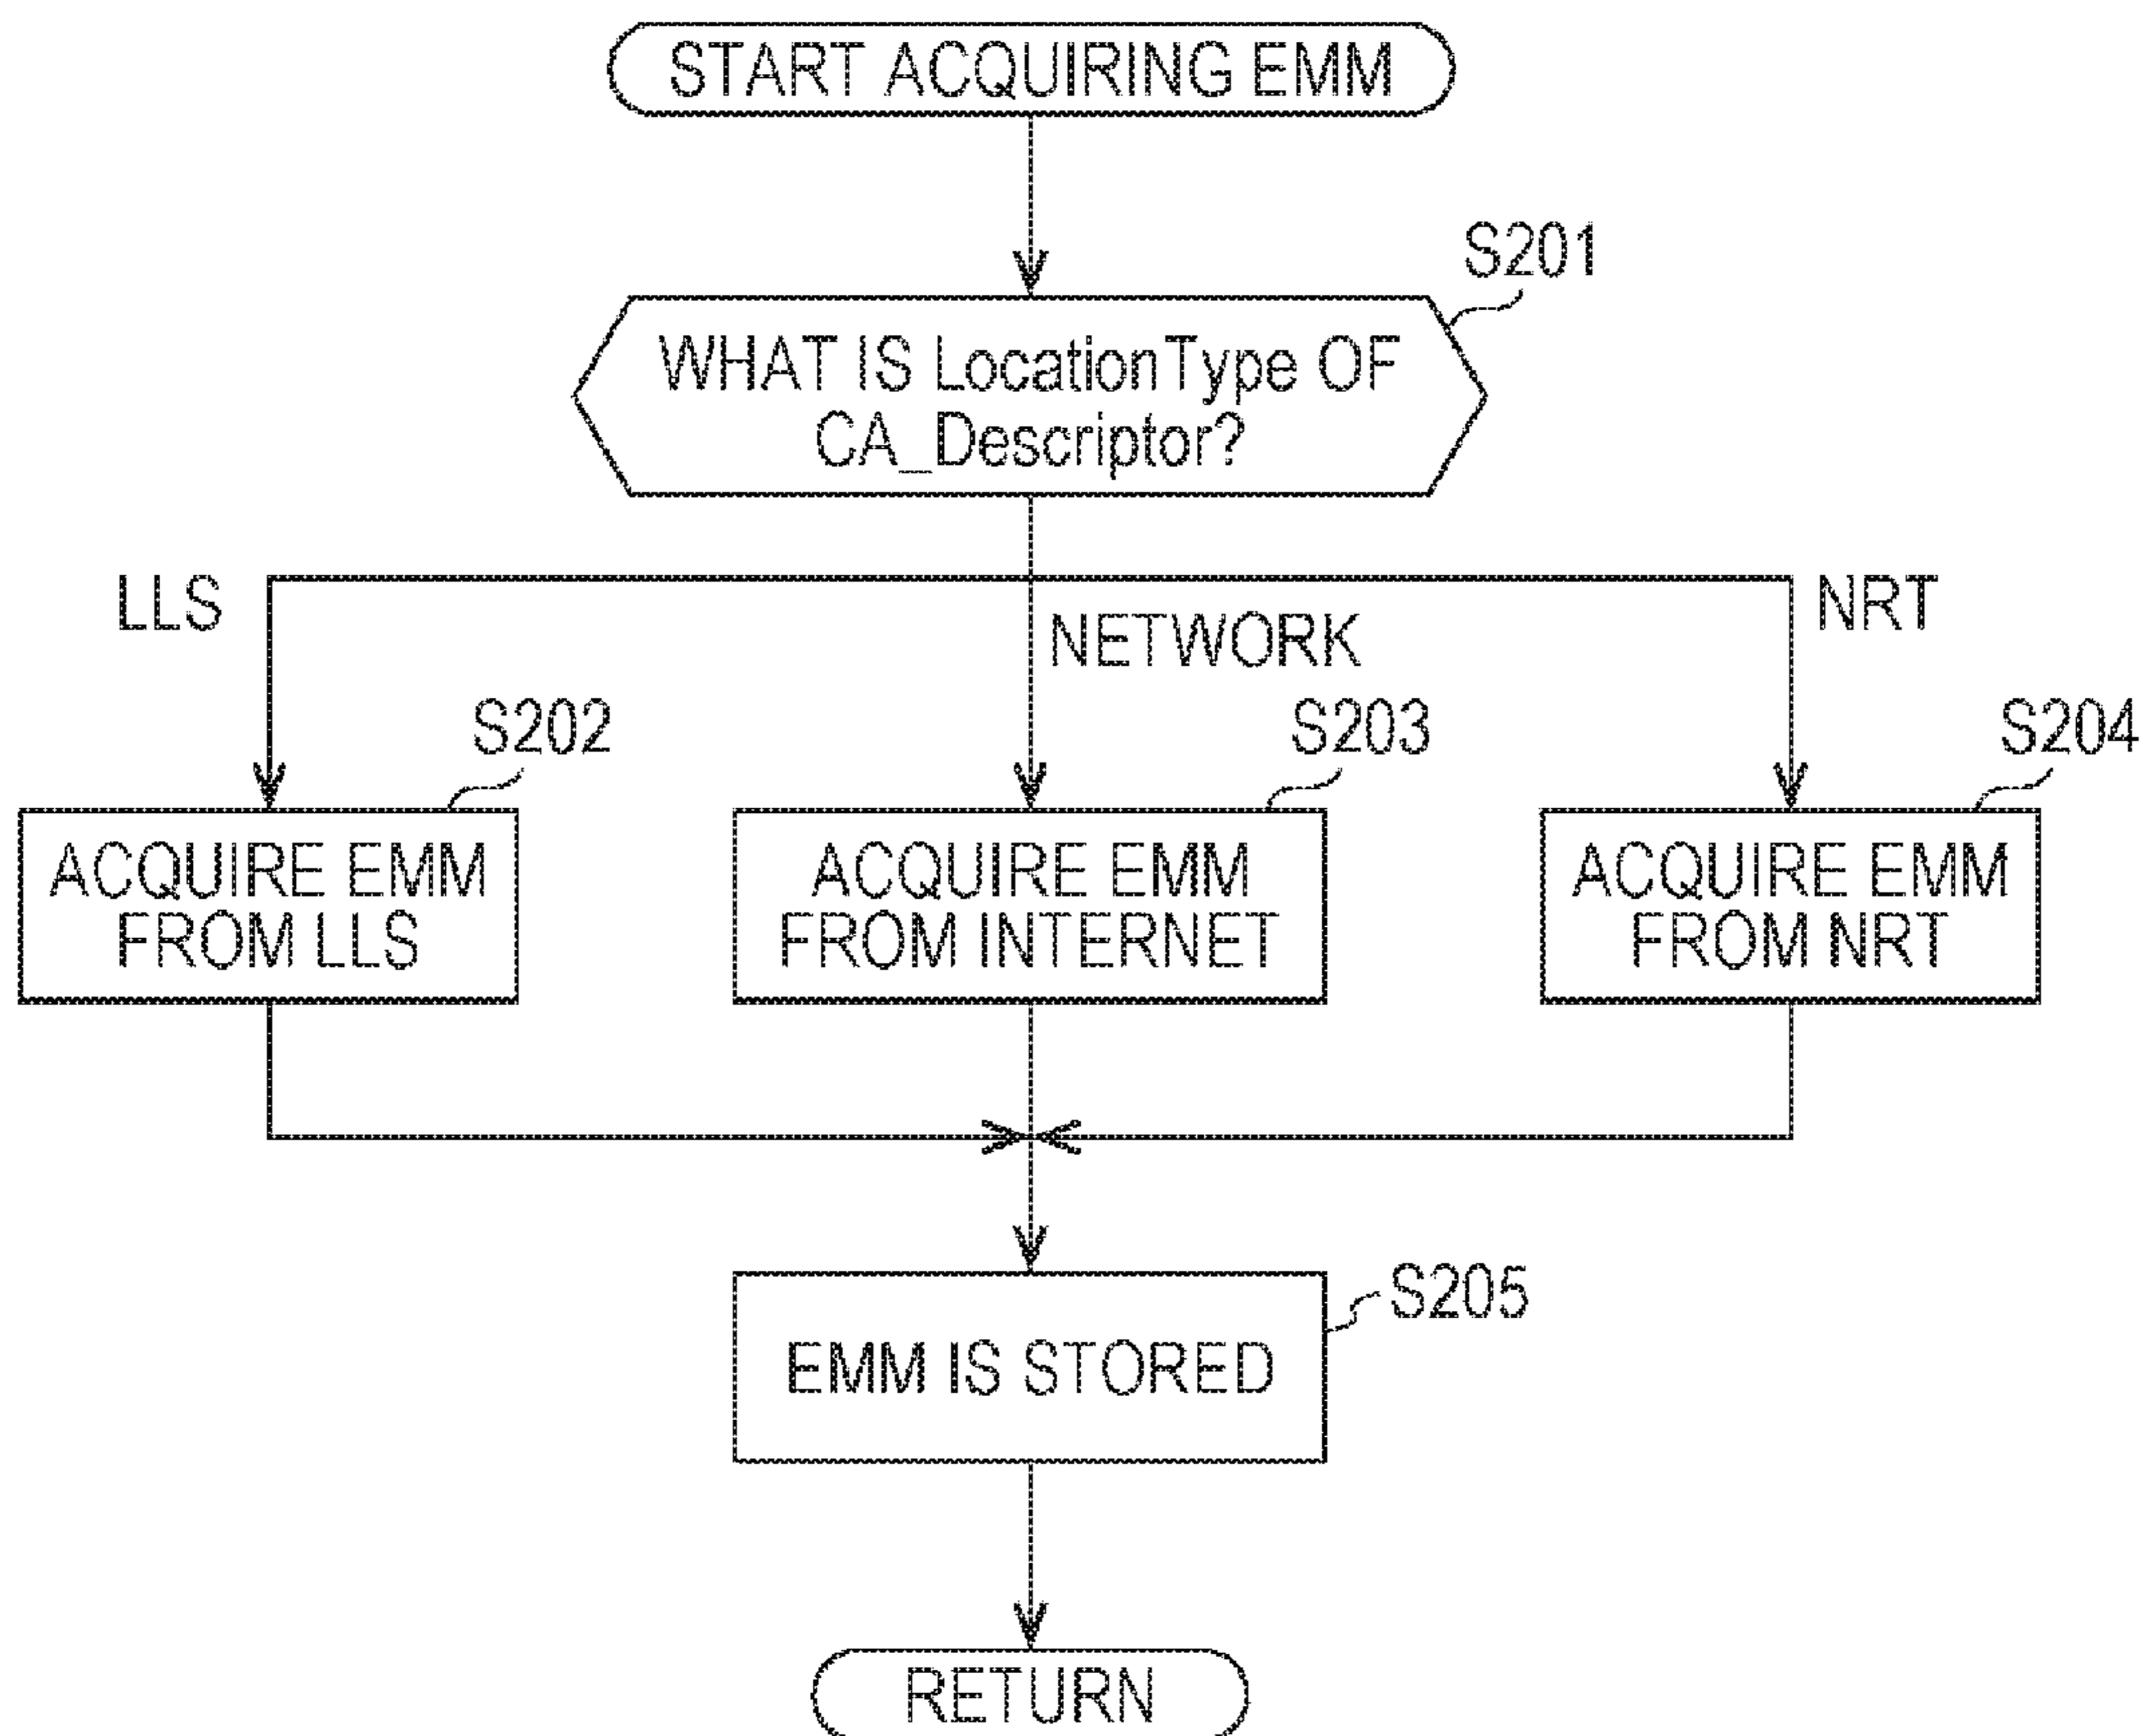 START ACQUIRING EMM
S201
WHAT IS LocationType OF
CA_Descriptor?
LLS
NETWORK
NRT
S202
S203
S204
ACQUIRE EMM
FROM LLS
ACQUIRE EMM
FROM INTERNET
ACQUIRE EMM
FROM NRT
S205
EMM IS STORED
RETURN